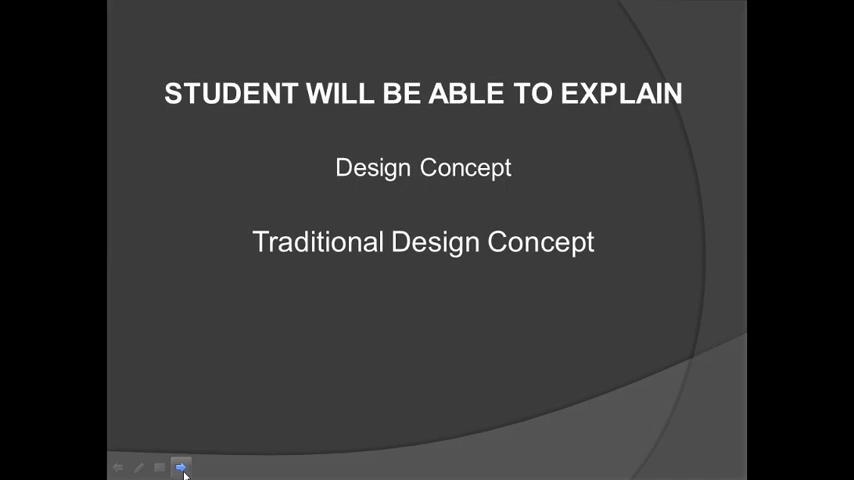 STUDENT WILL BE ABLE TO EXPLAIN
Design Concept
Traditional Design Concept